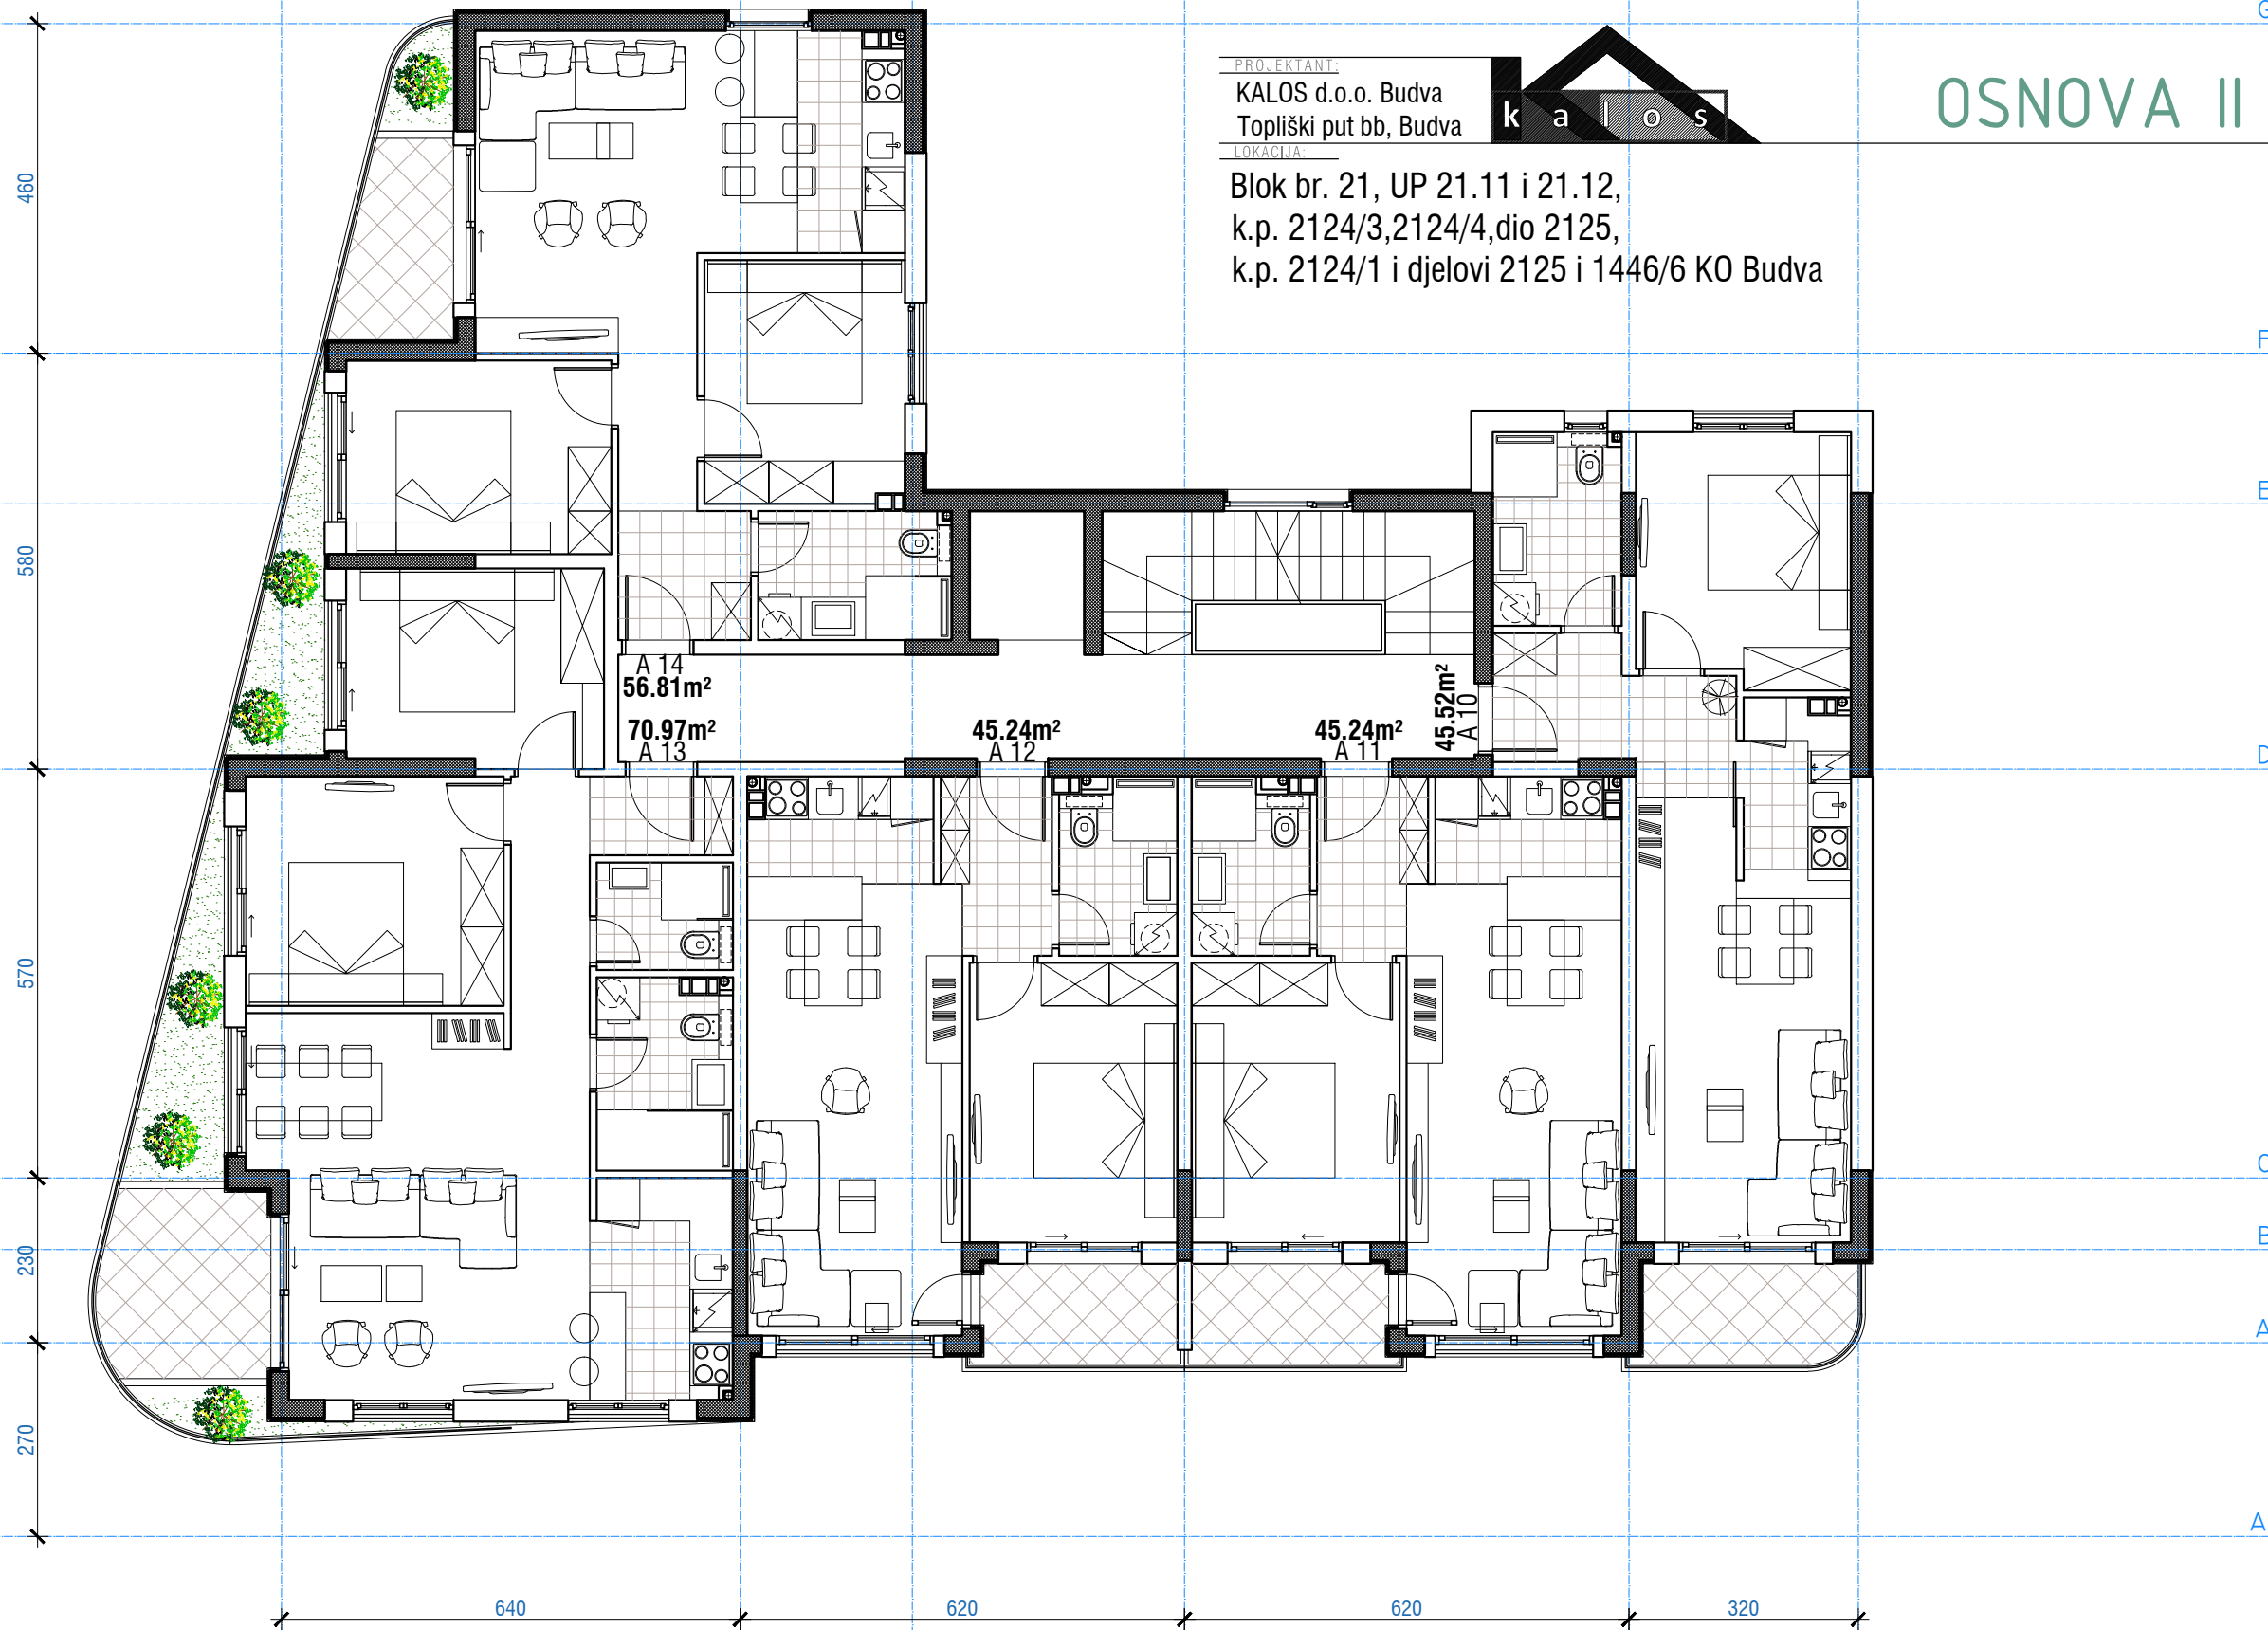 G
PROJEKTANT:
KALOS d.o.o. Budva
Topliški put bb, Budva
kalos
OSNOVA II
LOKACIJA:
Blok br. 21, UP 21.11 i 21.12,
k.p. 2124/3,2124/4,dio 2125,
k.p. 2124/1 i djelovi 2125 i 1446/6 KO Budva
460
F
E
580
A 14
56.81m²
70.97m²
A 13
45.24m²
A 12
45.24m²
A 11
45.52m²
A 10
D
570
C
230
B
A
270
A
640
620
620
320